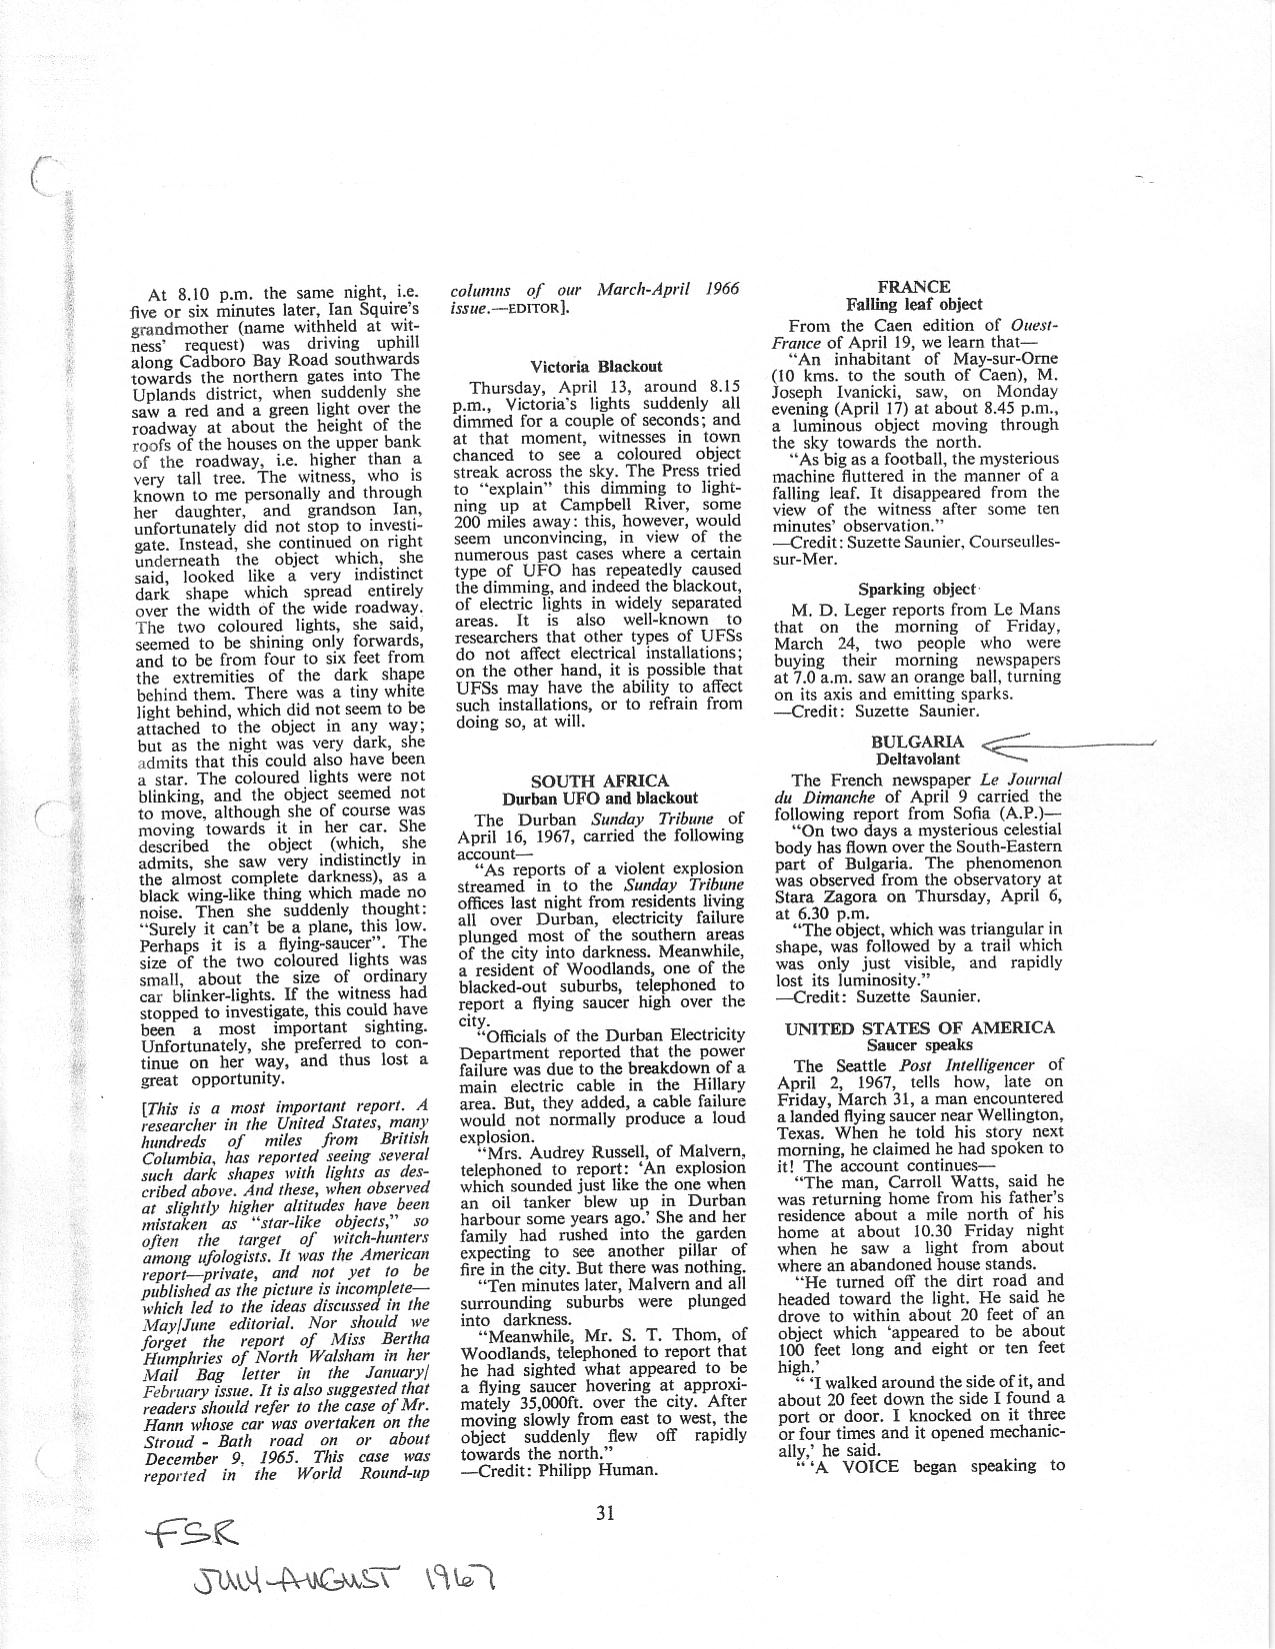 At 8.10 p.m. the same night, i.e.
five or six minutes later, Ian Squire's
grandmother (name withheld at wit-
ness' request) was driving uphill
along Cadboro Bay Road southwards
towards the northern gates into The
Uplands district, when suddenly she
saw a red and a green light over the
roadway at about the height of the
roofs of the houses on the upper bank
of the roadway, i.e. higher than a
very tall tree. The witness, who is
known to me personally and through
her daughter, and grandson Ian,
unfortunately did not stop to investi-
gate. Instead, she continued on right
underneath the object which, she
said, looked like a very indistinct
dark shape which spread entirely
over the width of the wide roadway.
The two coloured lights, she said,
seemed to be shining only forwards,
and to be from four to six feet from
the extremities of the dark shape
behind them. There was a tiny white
light behind, which did not seem to be
attached to the object in any way;
but as the night was very dark, she
admits that this could also have been
a star. The coloured lights were not
blinking, and the object seemed not
to move, although she of course was
moving towards it in her car. She
described the object (which, she
admits, she saw very indistinctly in
the almost complete darkness), as a
black wing-like thing which made no
noise. Then she suddenly thought:
"Surely it can't be a plane, this low.
Perhaps it is a flying-saucer". The
size of the two coloured lights was
small, about the size of ordinary
car blinker-lights. If the witness had
stopped to investigate, this could have
been a most important sighting.
Unfortunately, she preferred to con-
tinue on her way, and thus lost a
great opportunity.
[This is a most important report. A
researcher in the United States, many
hundreds of miles from British
Columbia, has reported seeing several
such dark shapes with lights as des-
cribed above. And these, when observed
at slightly higher altitudes have been
mistaken as "star-like objects," so
often the target of witch-hunters
among ufologists. It was the American
report—private, and not yet to be
published as the picture is incomplete—
which led to the ideas discussed in the
May/June editorial. Nor should we
forget the report of Miss Bertha
Humphries of North Walsham in her
Mail Bag letter in the January/
February issue. It is also suggested that
readers should refer to the case of Mr.
Hann whose car was overtaken on the
Stroud - Bath road on or about
December 9, 1965. This case was
reported in the World Round-up
columns of our March-April 1966
issue.—EDITOR].
Victoria Blackout
Thursday, April 13, around 8.15
p.m., Victoria's lights suddenly all
dimmed for a couple of seconds; and
at that moment, witnesses in town
chanced to see a coloured object
streak across the sky. The Press tried
to "explain" this dimming to light-
ning up at Campbell River, some
200 miles away: this, however, would
seem unconvincing, in view of the
numerous past cases where a certain
type of UFO has repeatedly caused
the dimming, and indeed the blackout,
of electric lights in widely separated
areas. It is also well-known to
researchers that other types of UFSs
do not affect electrical installations;
on the other hand, it is possible that
UFSs may have the ability to affect
such installations, or to refrain from
doing so, at will.
SOUTH AFRICA
Durban UFO and blackout
The Durban Sunday Tribune of
April 16, 1967, carried the following
account—
"As reports of a violent explosion
streamed in to the Sunday Tribune
offices last night from residents living
all over Durban, electricity failure
plunged most of the southern areas
of the city into darkness. Meanwhile,
a resident of Woodlands, one of the
blacked-out suburbs, telephoned to
report a flying saucer high over the
city.
"Officials of the Durban Electricity
Department reported that the power
failure was due to the breakdown of a
main electric cable in the Hillary
area. But, they added, a cable failure
would not normally produce a loud
explosion.
"Mrs. Audrey Russell, of Malvern,
telephoned to report: 'An explosion
which sounded just like the one when
an oil tanker blew up in Durban
harbour some years ago.' She and her
family had rushed into the garden
expecting to see another pillar of
fire in the city. But there was nothing.
"Ten minutes later, Malvern and all
surrounding suburbs were plunged
into darkness.
"Meanwhile, Mr. S. T. Thom, of
Woodlands, telephoned to report that
he had sighted what appeared to be
a flying saucer hovering at approxi-
mately 35,000ft. over the city. After
moving slowly from east to west, the
object suddenly flew off rapidly
towards the north."
—Credit: Philipp Human.
FRANCE
Falling leaf object
From the Caen edition of Ouest-
France of April 19, we learn that—
"An inhabitant of May-sur-Orne
(10 kms. to the south of Caen), M.
Joseph Ivanicki, saw, on Monday
evening (April 17) at about 8.45 p.m.,
a luminous object moving through
the sky towards the north.
"As big as a football, the mysterious
machine fluttered in the manner of a
falling leaf. It disappeared from the
view of the witness after some ten
minutes' observation."
—Credit: Suzette Saunier, Courseulles-
sur-Mer.
Sparking object
M. D. Leger reports from Le Mans
that on the morning of Friday,
March 24, two people who were
buying their morning newspapers
at 7.0 a.m. saw an orange ball, turning
on its axis and emitting sparks.
—Credit: Suzette Saunier.
BULGARIA
Deltavolant
The French newspaper Le Journal
du Dimanche of April 9 carried the
following report from Sofia (A.P.)—
"On two days a mysterious celestial
body has flown over the South-Eastern
part of Bulgaria. The phenomenon
was observed from the observatory at
Stara Zagora on Thursday, April 6,
at 6.30 p.m.
"The object, which was triangular in
shape, was followed by a trail which
was only just visible, and rapidly
lost its luminosity."
—Credit: Suzette Saunier.
UNITED STATES OF AMERICA
Saucer speaks
The Seattle Post Intelligencer of
April 2, 1967, tells how, late on
Friday, March 31, a man encountered
a landed flying saucer near Wellington,
Texas. When he told his story next
morning, he claimed he had spoken to
it! The account continues—
"The man, Carroll Watts, said he
was returning home from his father's
residence about a mile north of his
home at about 10.30 Friday night
when he saw a light from about
where an abandoned house stands.
"He turned off the dirt road and
headed toward the light. He said he
drove to within about 20 feet of an
object which 'appeared to be about
100 feet long and eight or ten feet
high.'
" 'I walked around the side of it, and
about 20 feet down the side I found a
port or door. I knocked on it three
or four times and it opened mechanic-
ally,' he said.
" 'A VOICE began speaking to
31
FSR
JULY-AUGUST 1967